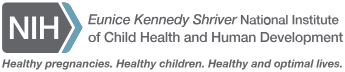 NIH
Eunice Kennedy Shriver National Institute
of Child Health and Human Development
Healthy pregnancies. Healthy children. Healthy and optimal lives.